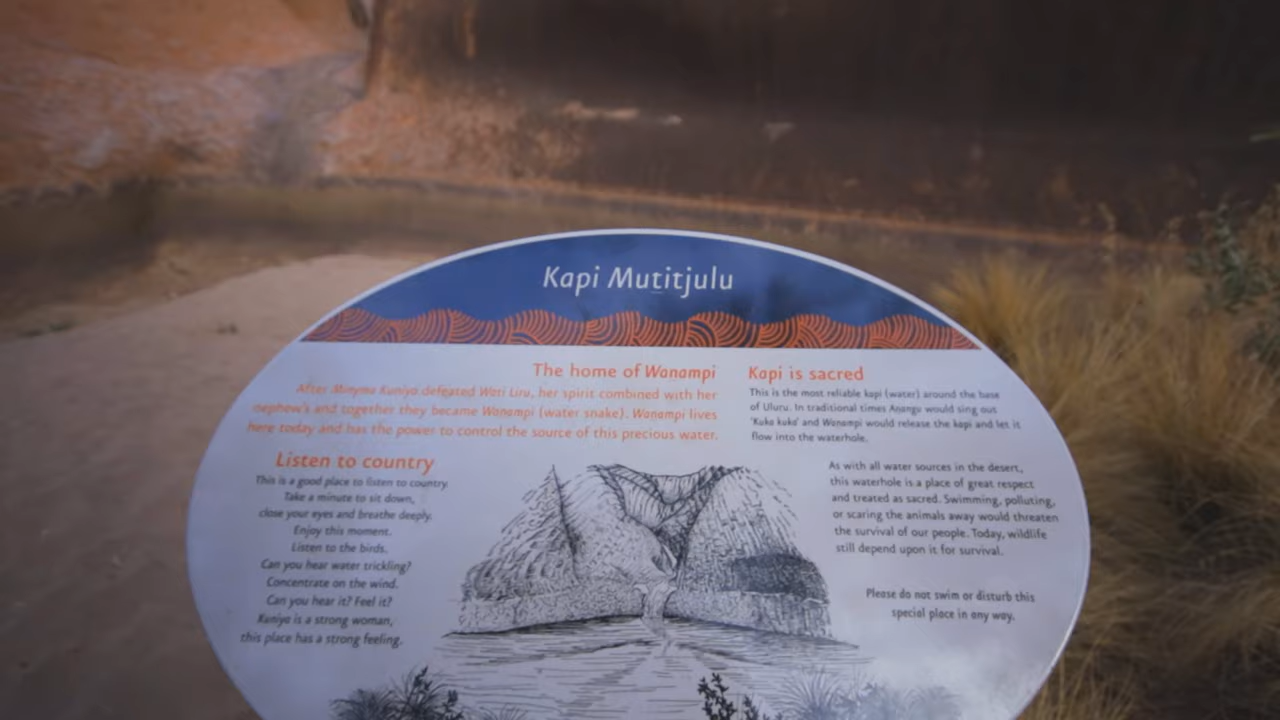 Kapi Mutitjulu
The home of Wanampi
After Minyma Kuniya defeated Wati Liru, her spirit combined with her
nephew's and together they became Wanampi (water snake). Wanampi lives
here today and has the power to control the source of this precious water.
Listen to country
This is a good place to listen to country.
Take a minute to sit down,
close your eyes and breathe deeply.
Enjoy this moment.
Listen to the birds.
Can you hear water trickling?
Concentrate on the wind.
Can you hear it? Feel it?
Kuniya is a strong woman,
this place has a strong feeling.
Kapi is sacred
This is the most reliable kapi (water) around the base
of Uluru. In traditional times Anangu would sing out
'Kuka kuka' and Wanampi would release the kapi and let it
flow into the waterhole.
As with all water sources in the desert,
this waterhole is a place of great respect
and treated as sacred. Swimming, polluting,
or scaring the animals away would threaten
the survival of our people. Today, wildlife
still depend upon it for survival.
Please do not swim or disturb this
special place in any way.